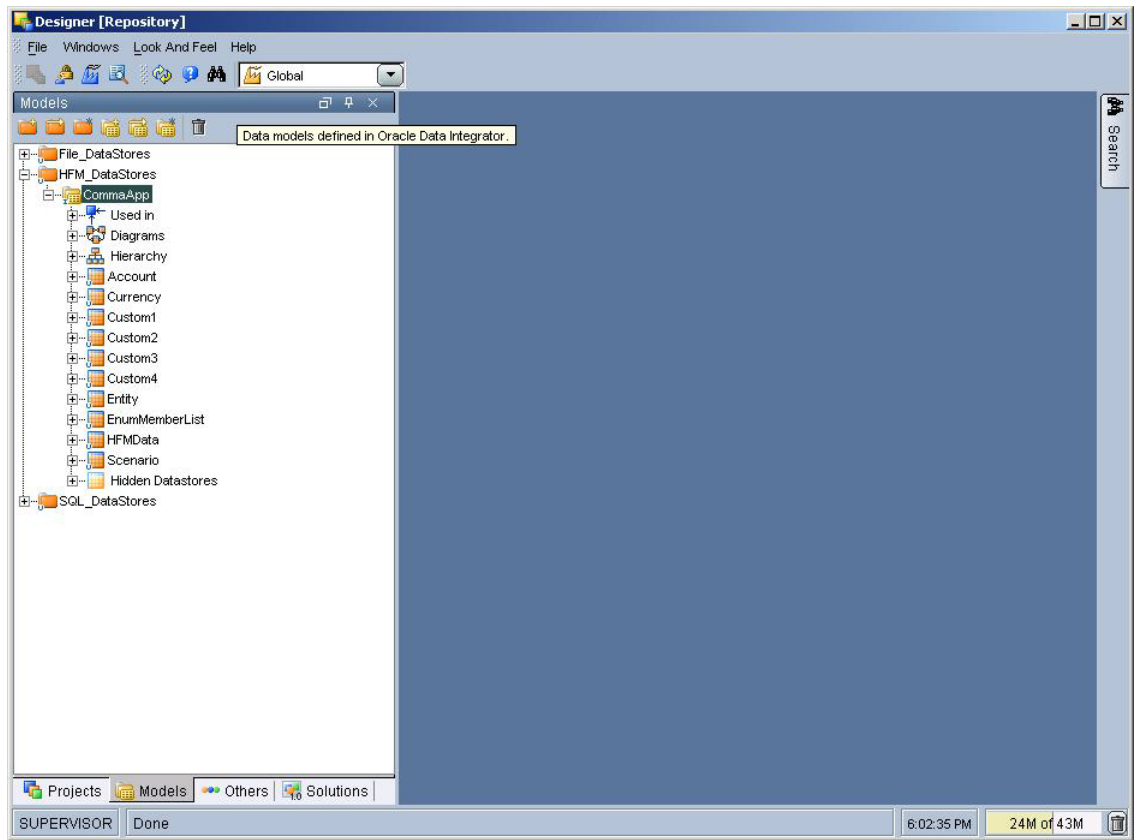 Designer [Repository]
File Windows Look And Feel Help
Global
Models
Data models defined in Oracle Data Integrator.
Search
File_DataStores
HFM_DataStores
CommaApp
Used in
Diagrams
Hierarchy
Account
Currency
Custom1
Custom2
Custom3
Custom4
Entity
EnumMemberList
HFMData
Scenario
Hidden Datastores
SQL_DataStores
Projects Models Others Solutions
SUPERVISOR Done 6:02:35 PM 24M of 43M